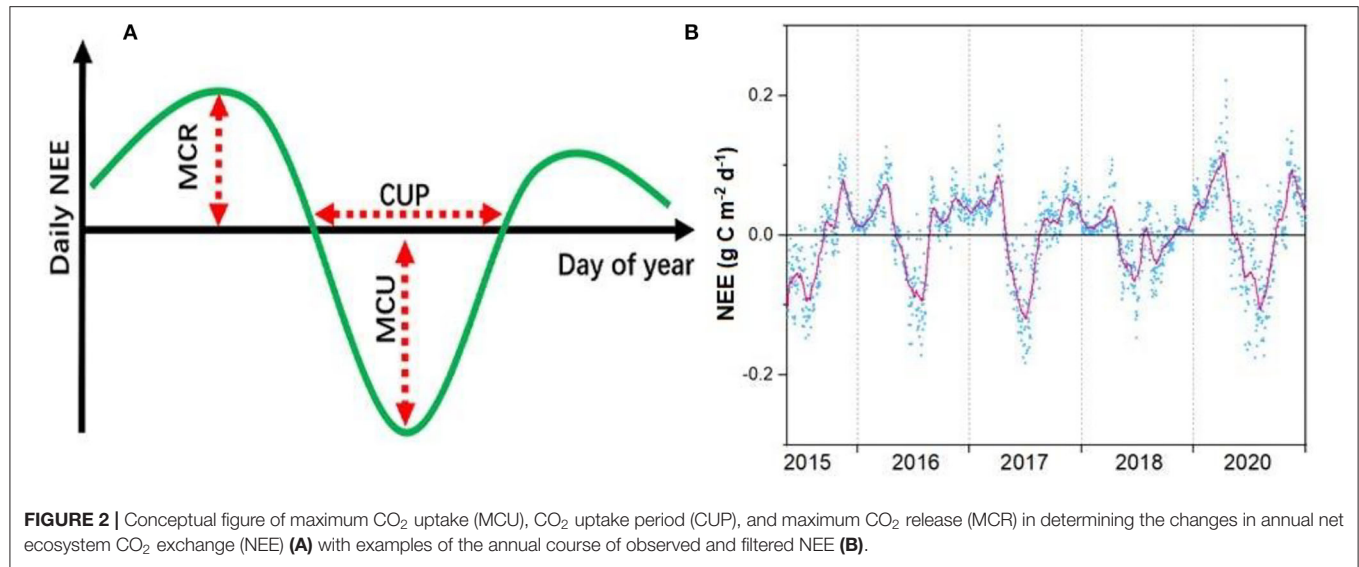 A
Daily NEE
MCR
CUP
MCU
Day of year
B
NEE (g C m⁻² d⁻¹)
0.2
0.0
-0.2
2015 2016 2017 2018 2020
FIGURE 2 | Conceptual figure of maximum CO₂ uptake (MCU), CO₂ uptake period (CUP), and maximum CO₂ release (MCR) in determining the changes in annual net
ecosystem CO₂ exchange (NEE) (A) with examples of the annual course of observed and filtered NEE (B).